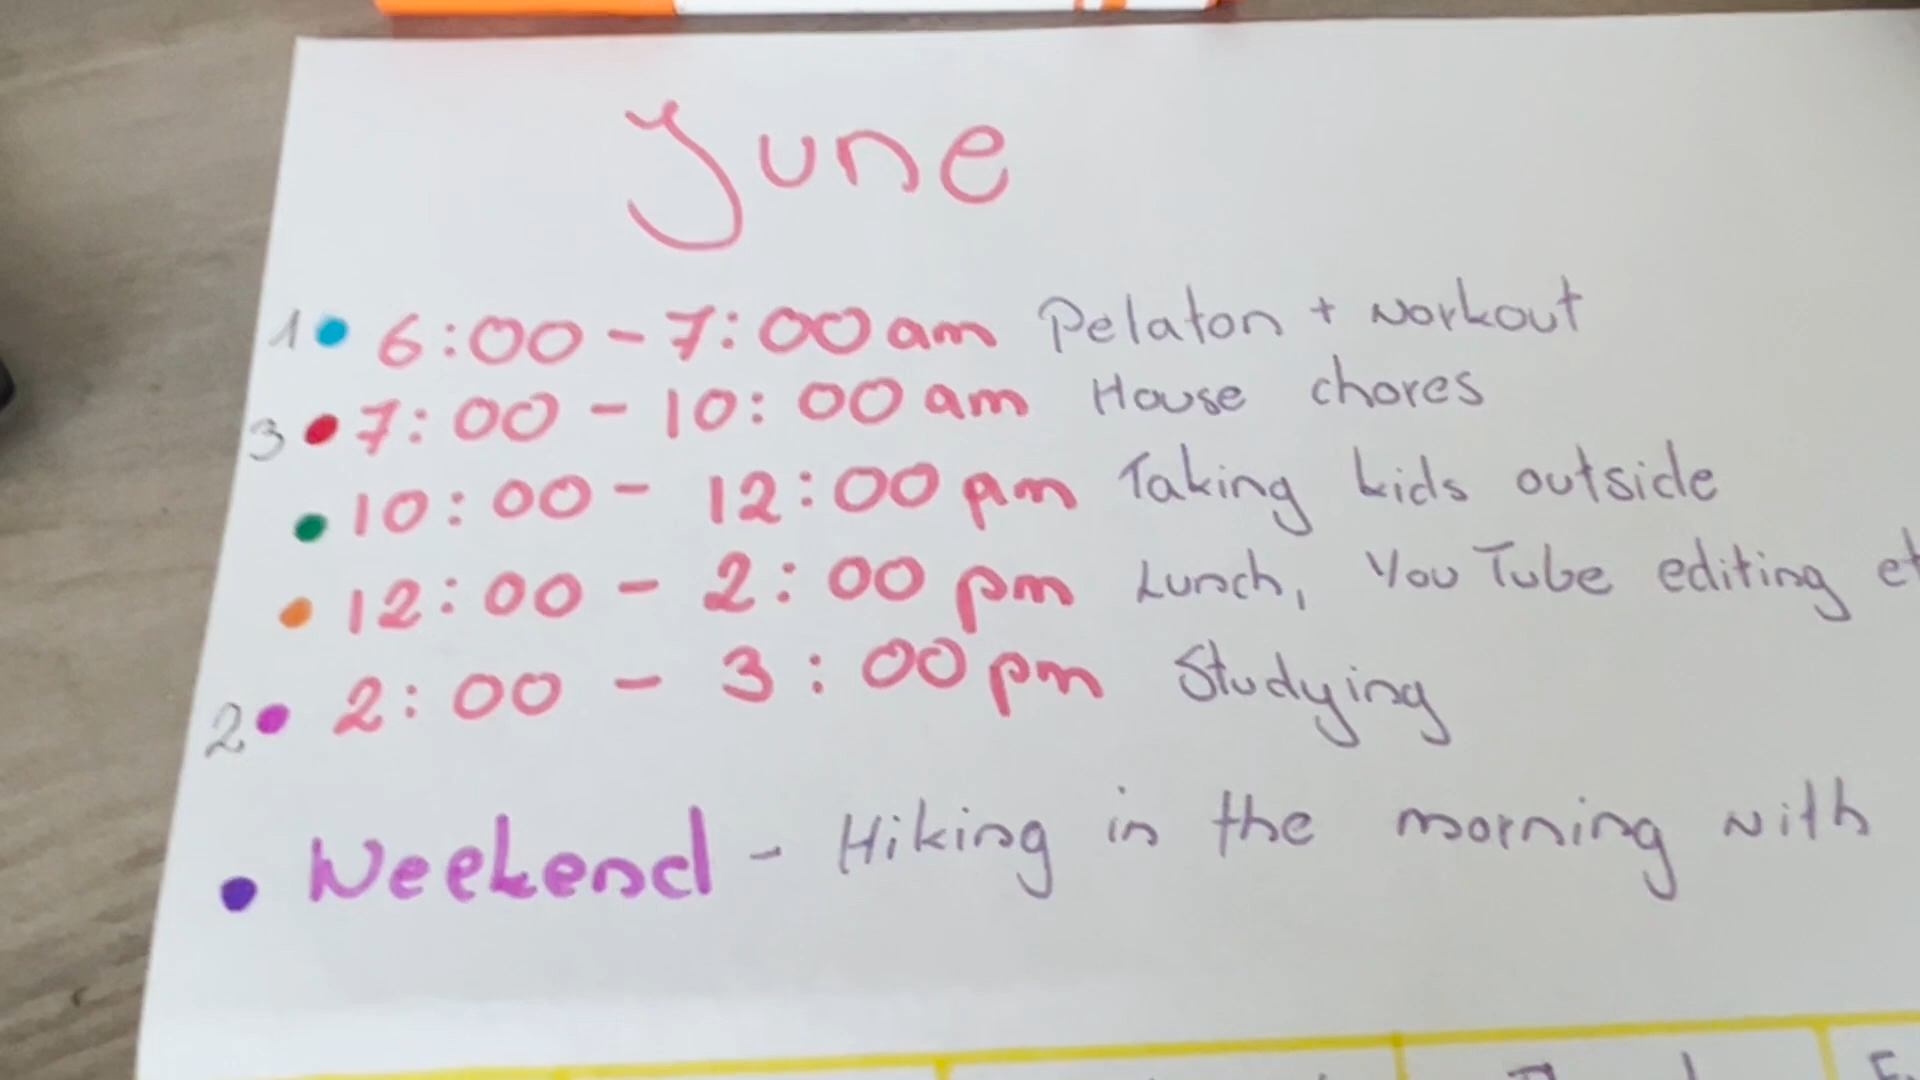 June
1 • 6:00 - 7:00 am Pelaton + workout
3 • 7:00 - 10:00 am House chores
• 10:00 - 12:00 pm Taking kids outside
• 12:00 - 2:00 pm Lunch, YouTube editing et
2 • 2:00 - 3:00 pm Studying
• Weekend - Hiking in the morning with